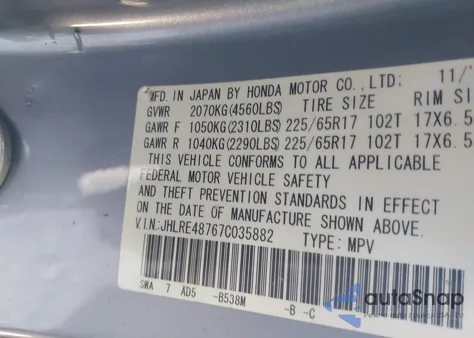 MFD. IN JAPAN BY HONDA MOTOR CO., LTD; 11/
GVWR 2070KG(4560LBS) TIRE SIZE RIM SI
GAWR F 1050KG(2310LBS) 225/65R17 102T 17X6.5
GAWR R 1040KG(2290LBS) 225/65R17 102T 17X6.5
THIS VEHICLE CONFORMS TO ALL APPLICABLE
FEDERAL MOTOR VEHICLE SAFETY
AND THEFT PREVENTION STANDARDS IN EFFECT
ON THE DATE OF MANUFACTURE SHOWN ABOVE.
V.I.N.:JHLRE48767C035882 TYPE: MPV
SWA 7 AD5 -B538M -B -C
autoSnap